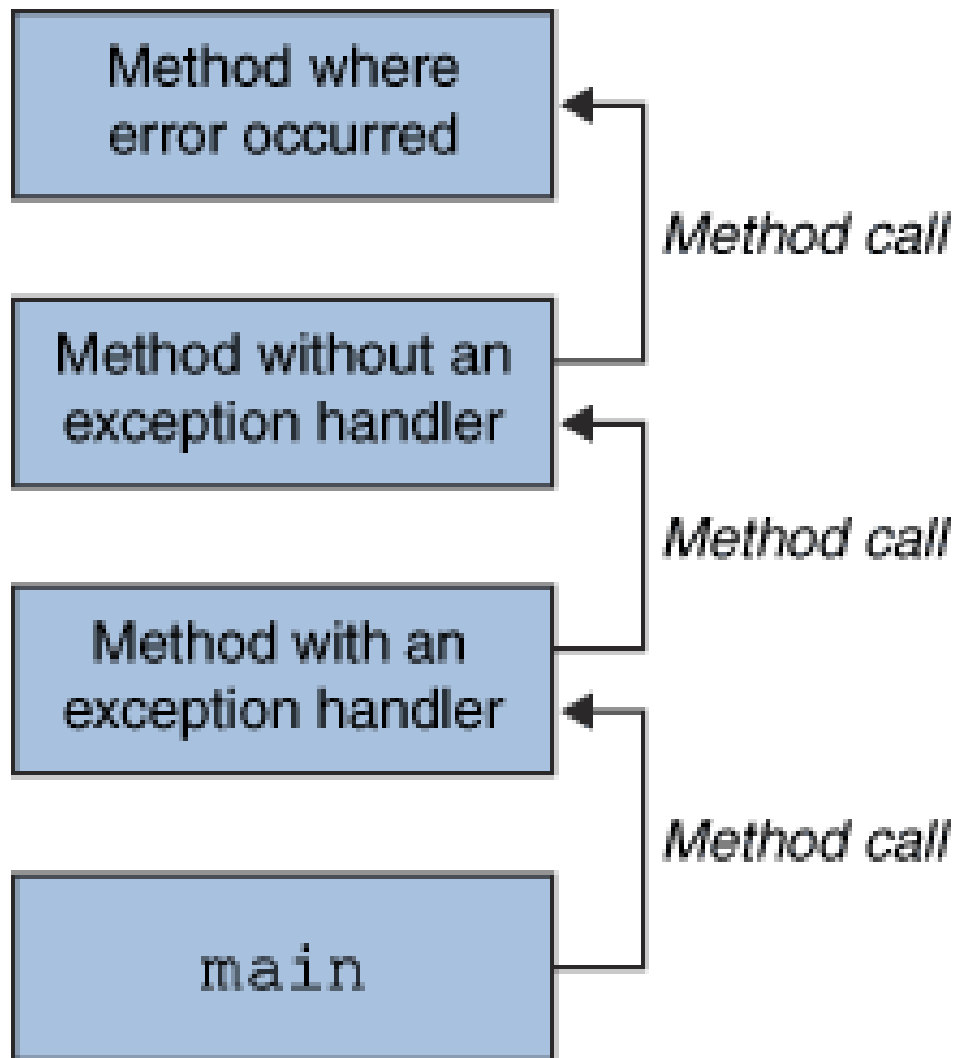 Method where
error occurred
Method call
Method without an
exception handler
Method call
Method with an
exception handler
Method call
main